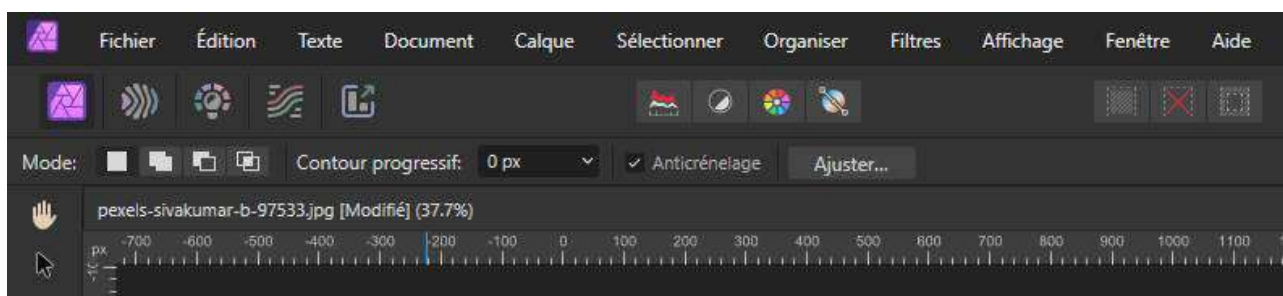 Fichier Édition Texte Document Calque Sélectionner Organiser Filtres Affichage Fenêtre Aide
Mode: Contour progressif: 0 px Anticrénelage Ajuster...
pexels-sivakumar-b-97533.jpg [Modifié] (37.7%)
px -700 -600 -500 -400 -300 -200 -100 0 100 200 300 400 500 600 700 800 900 1000 1100